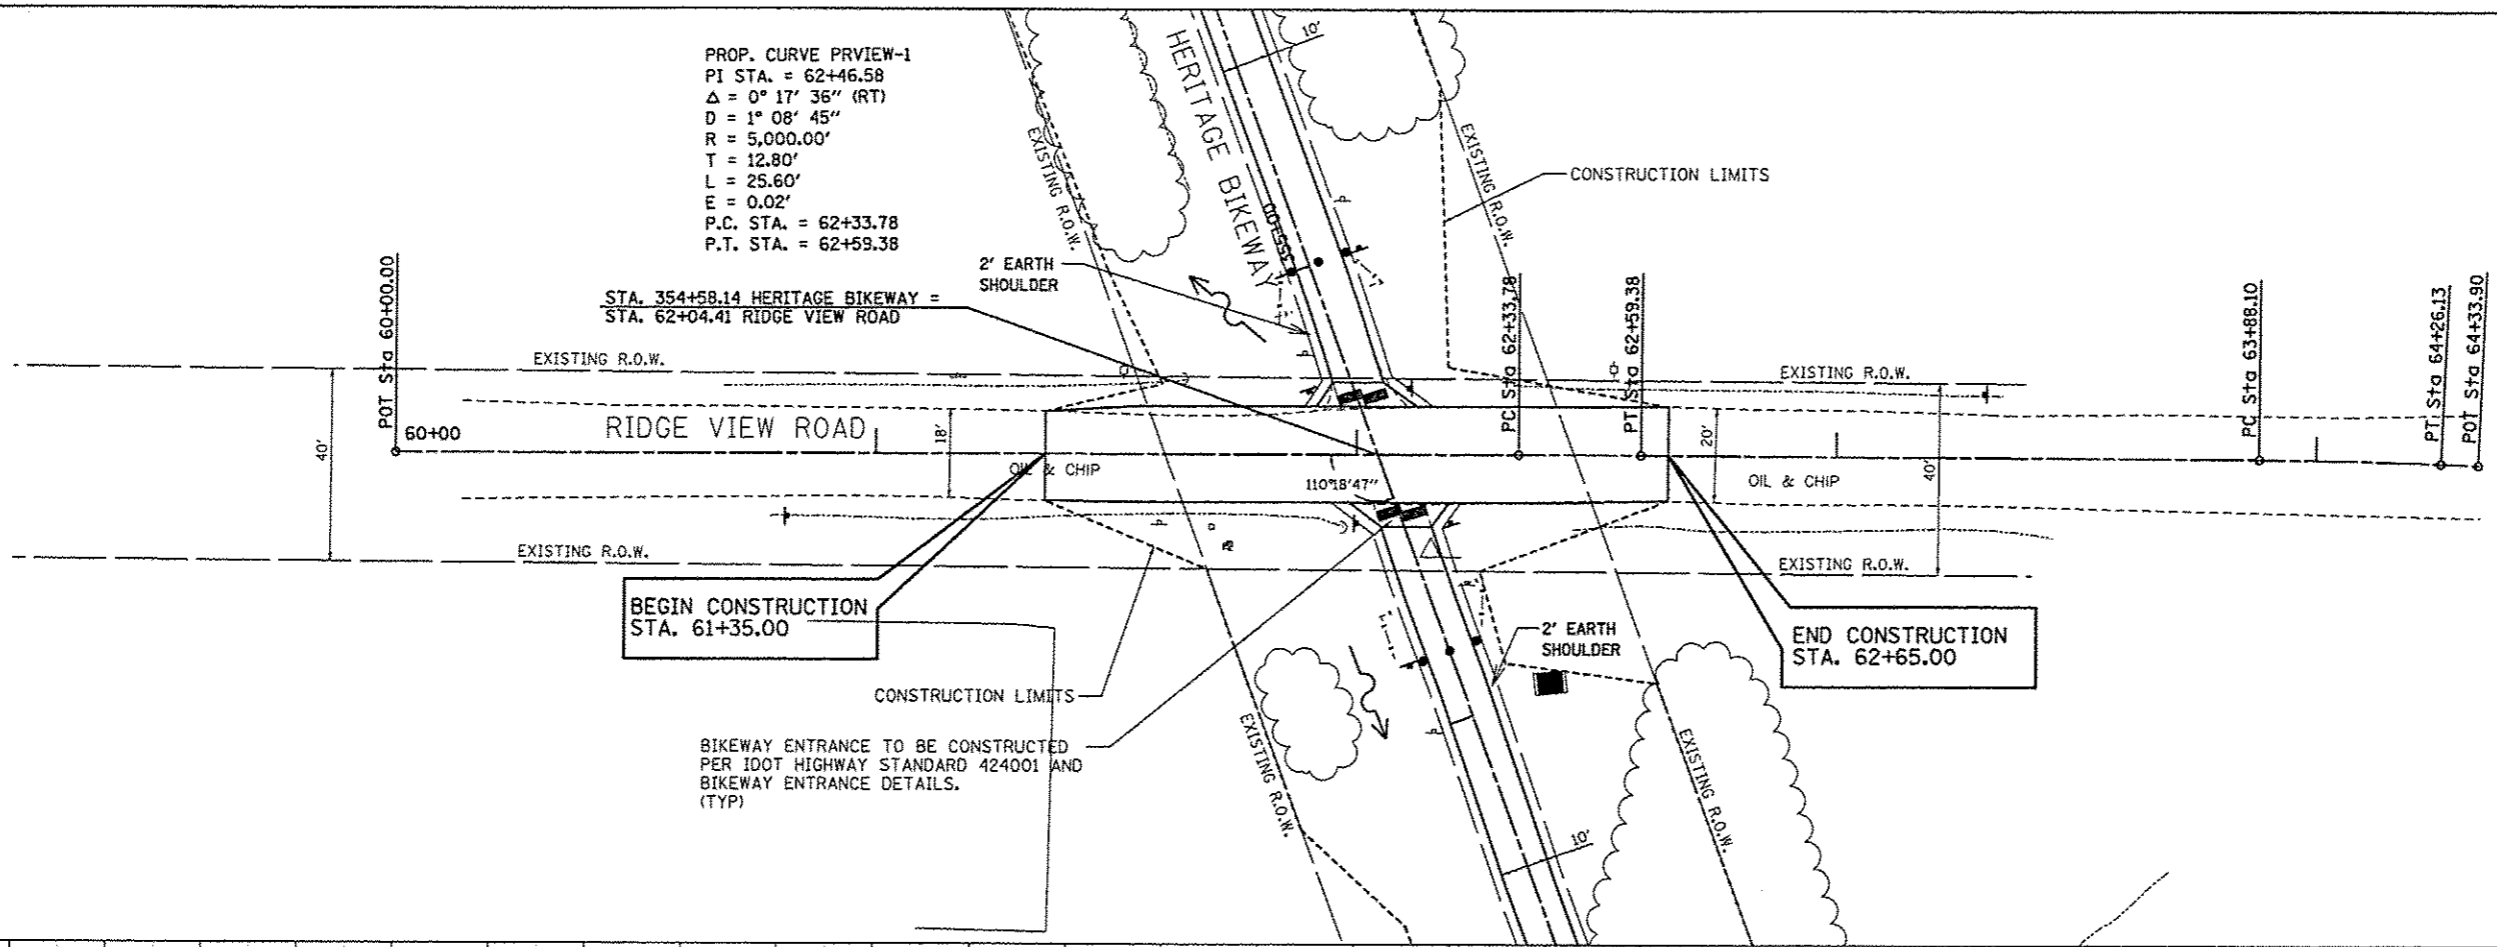 PROP. CURVE PRVIEW-1
PI STA. = 62+46.58
Δ = 0° 17' 36" (RT)
D = 1° 08' 45"
R = 5,000.00'
T = 12.80'
L = 25.60'
E = 0.02'
P.C. STA. = 62+33.78
P.T. STA. = 62+59.38
HERITAGE BIKEWAY
10'
EXISTING R.O.W.
EXISTING R.O.W.
CONSTRUCTION LIMITS
355+00
2' EARTH
SHOULDER
STA. 354+58.14 HERITAGE BIKEWAY =
STA. 62+04.41 RIDGE VIEW ROAD
POT Sta 60+00.00
PC Sta 62+33.78
PT Sta 62+59.38
PC Sta 63+88.10
PT Sta 64+26.13
POT Sta 64+33.90
EXISTING R.O.W.
EXISTING R.O.W.
60+00
RIDGE VIEW ROAD
40'
18'
20'
40'
OIL & CHIP
OIL & CHIP
110°18'47"
EXISTING R.O.W.
EXISTING R.O.W.
BEGIN CONSTRUCTION
STA. 61+35.00
END CONSTRUCTION
STA. 62+65.00
2' EARTH
SHOULDER
CONSTRUCTION LIMITS
BIKEWAY ENTRANCE TO BE CONSTRUCTED
PER IDOT HIGHWAY STANDARD 424001 AND
BIKEWAY ENTRANCE DETAILS.
(TYP)
EXISTING R.O.W.
EXISTING R.O.W.
10'